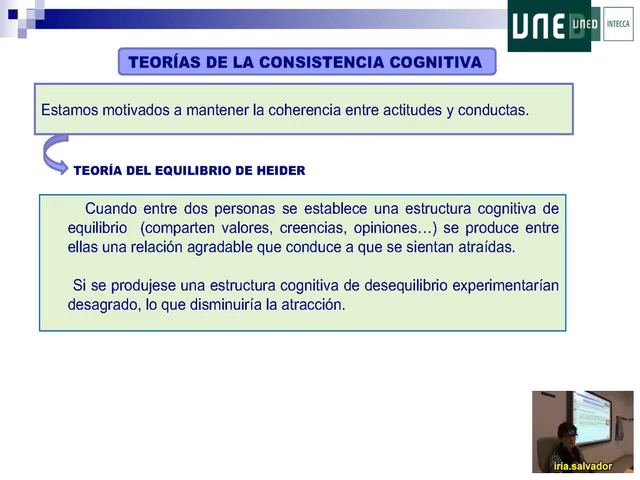 UNED
UNED
INTECCA
TEORÍAS DE LA CONSISTENCIA COGNITIVA
Estamos motivados a mantener la coherencia entre actitudes y conductas.
TEORÍA DEL EQUILIBRIO DE HEIDER
Cuando entre dos personas se establece una estructura cognitiva de
equilibrio (comparten valores, creencias, opiniones…) se produce entre
ellas una relación agradable que conduce a que se sientan atraídas.
Si se produjese una estructura cognitiva de desequilibrio experimentarían
desagrado, lo que disminuiría la atracción.
iria.salvador